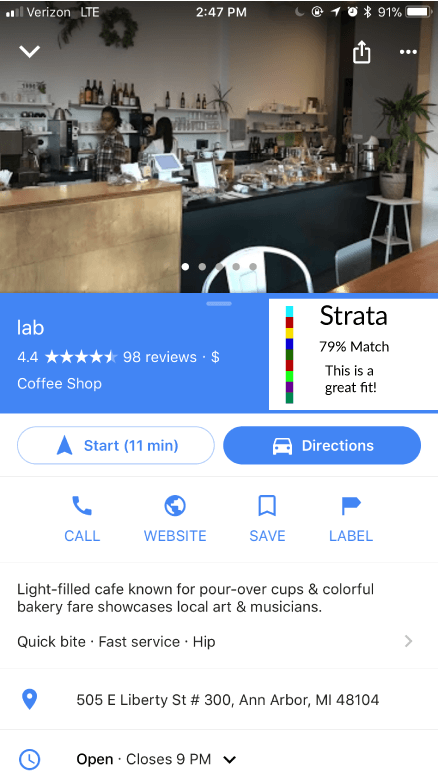 Verizon LTE 2:47 PM 91%
lab
4.4 98 reviews · $
Coffee Shop
Strata
79% Match
This is a
great fit!
Start (11 min)
Directions
CALL WEBSITE SAVE LABEL
Light-filled cafe known for pour-over cups & colorful
bakery fare showcases local art & musicians.
Quick bite · Fast service · Hip
505 E Liberty St # 300, Ann Arbor, MI 48104
Open · Closes 9 PM